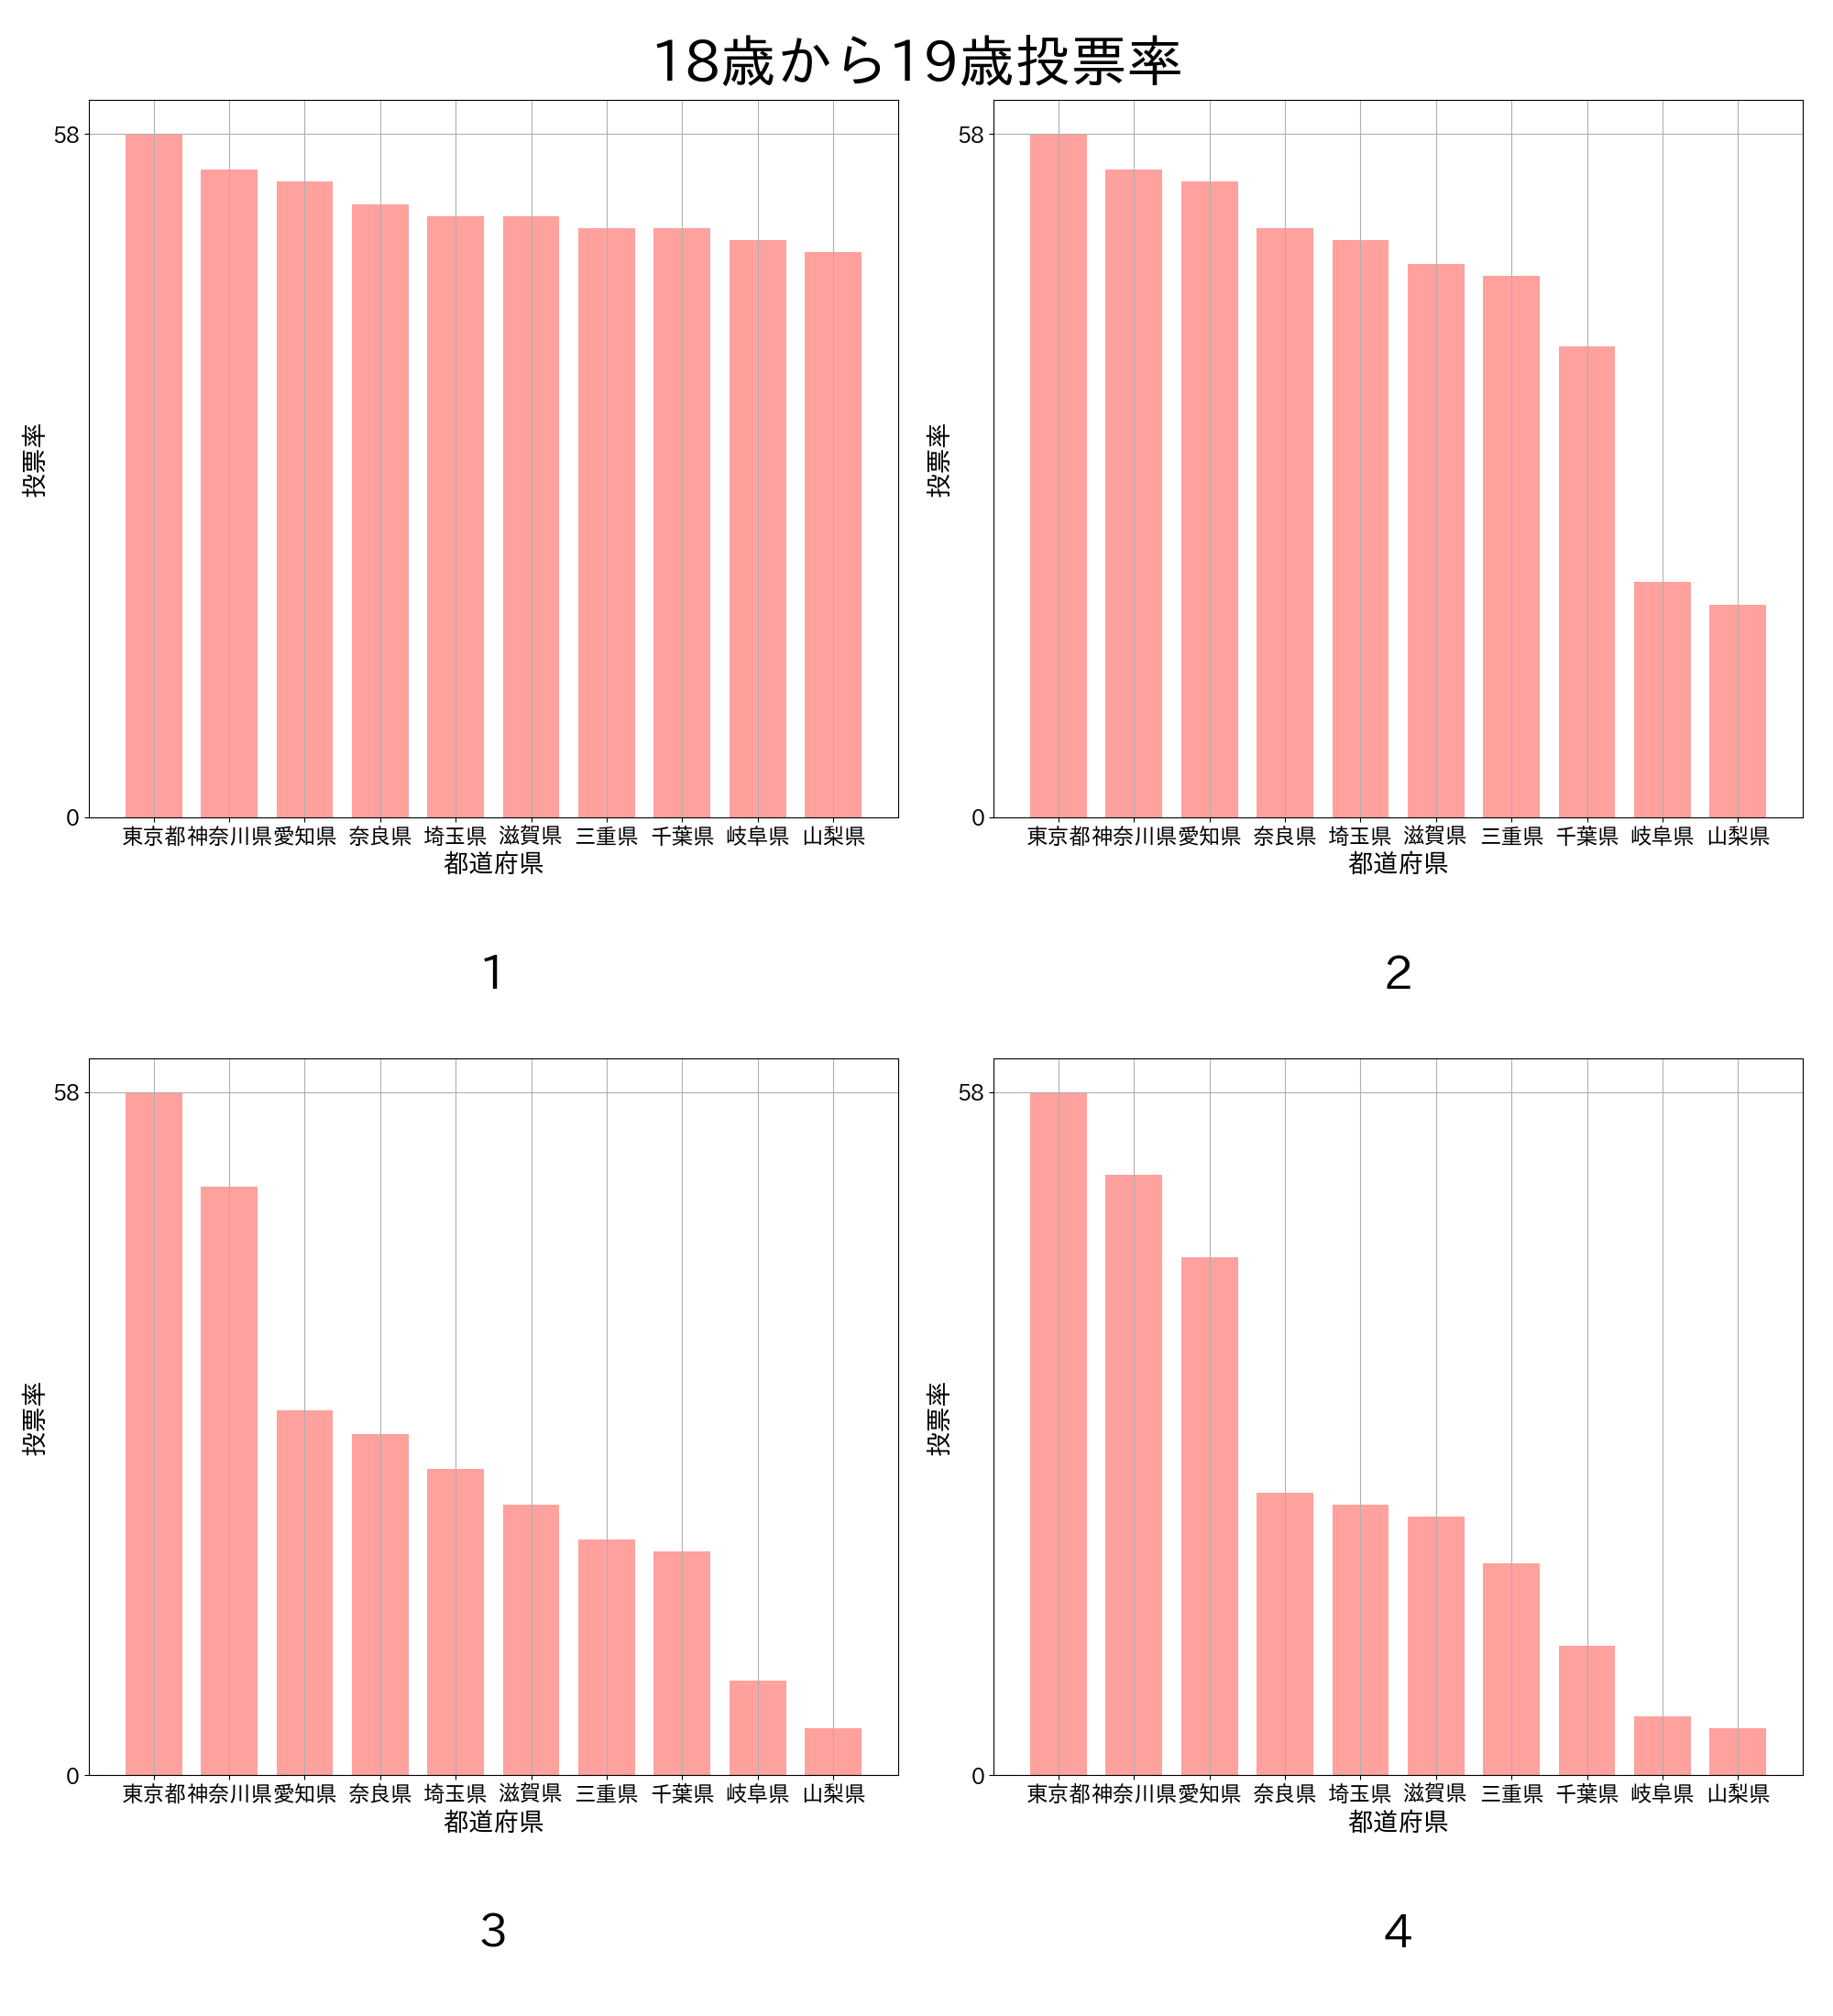 18歳から19歳投票率
58
0
投票率
東京都 神奈川県 愛知県 奈良県 埼玉県 滋賀県 三重県 千葉県 岐阜県 山梨県
都道府県
1
58
0
投票率
東京都 神奈川県 愛知県 奈良県 埼玉県 滋賀県 三重県 千葉県 岐阜県 山梨県
都道府県
2
58
0
投票率
東京都 神奈川県 愛知県 奈良県 埼玉県 滋賀県 三重県 千葉県 岐阜県 山梨県
都道府県
3
58
0
投票率
東京都 神奈川県 愛知県 奈良県 埼玉県 滋賀県 三重県 千葉県 岐阜県 山梨県
都道府県
4